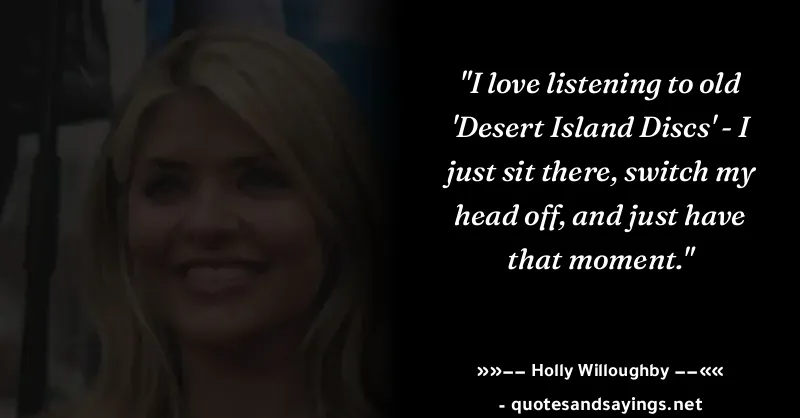 "I love listening to old
'Desert Island Discs' - I
just sit there, switch my
head off, and just have
that moment."
»»−− Holly Willoughby −−««
- quotesandsayings.net